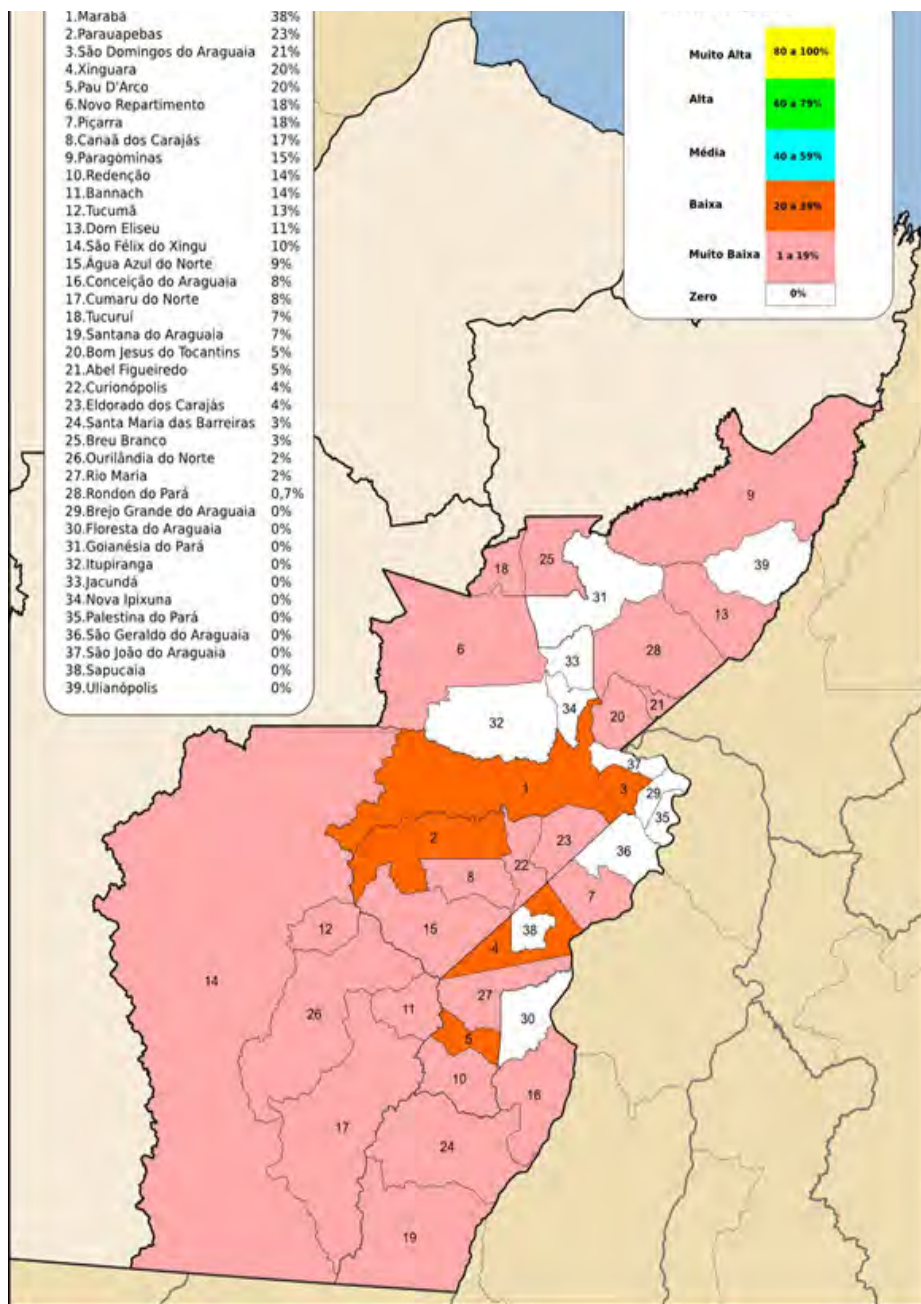 1.Marabá 38%
2.Parauapebas 23%
3.São Domingos do Araguaia 21%
4.Xinguara 20%
5.Pau D'Arco 20%
6.Novo Repartimento 18%
7.Piçarra 18%
8.Canaã dos Carajás 17%
9.Paragominas 15%
10.Redenção 14%
11.Bannach 14%
12.Tucumã 13%
13.Dom Eliseu 11%
14.São Félix do Xingu 10%
15.Água Azul do Norte 9%
16.Conceição do Araguaia 8%
17.Cumaru do Norte 8%
18.Tucuruí 7%
19.Santana do Araguaia 7%
20.Bom Jesus do Tocantins 5%
21.Abel Figueiredo 5%
22.Curionópolis 4%
23.Eldorado dos Carajás 4%
24.Santa Maria das Barreiras 3%
25.Breu Branco 3%
26.Ourilândia do Norte 2%
27.Rio Maria 2%
28.Rondon do Pará 0,7%
29.Brejo Grande do Araguaia 0%
30.Floresta do Araguaia 0%
31.Goianésia do Pará 0%
32.Itupiranga 0%
33.Jacundá 0%
34.Nova Ipixuna 0%
35.Palestina do Pará 0%
36.São Geraldo do Araguaia 0%
37.São João do Araguaia 0%
38.Sapucaia 0%
39.Ulianópolis 0%
Muito Alta 80 a 100%
Alta 60 a 79%
Média 40 a 59%
Baixa 20 a 39%
Muito Baixa 1 a 19%
Zero 0%
9
25
18
39
31
13
6
28
33
34
32
20
21
37
1
3
29
35
2
23
36
22
8
7
12
15
38
4
14
27
11
26
30
5
10
16
17
24
19